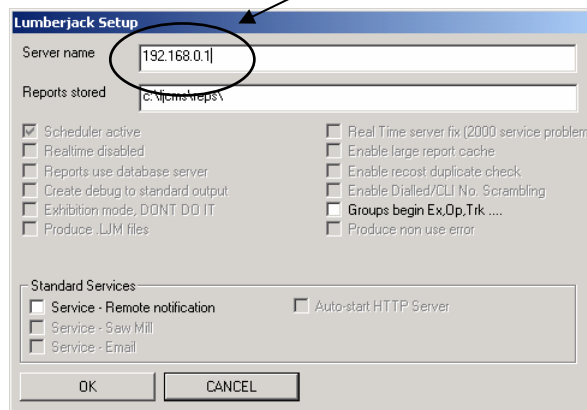 Lumberjack Setup
Server name 192.168.0.1
Reports stored c:\ljcms\reps\
Scheduler active
Realtime disabled
Reports use database server
Create debug to standard output
Exhibition mode, DONT DO IT
Produce .LJM files
Real Time server fix (2000 service problem
Enable large report cache
Enable recost duplicate check
Enable Dialled/CLI No. Scrambling
Groups begin Ex,Op,Trk ....
Produce non use error
Standard Services
Service - Remote notification
Service - Saw Mill
Service - Email
Auto-start HTTP Server
OK CANCEL